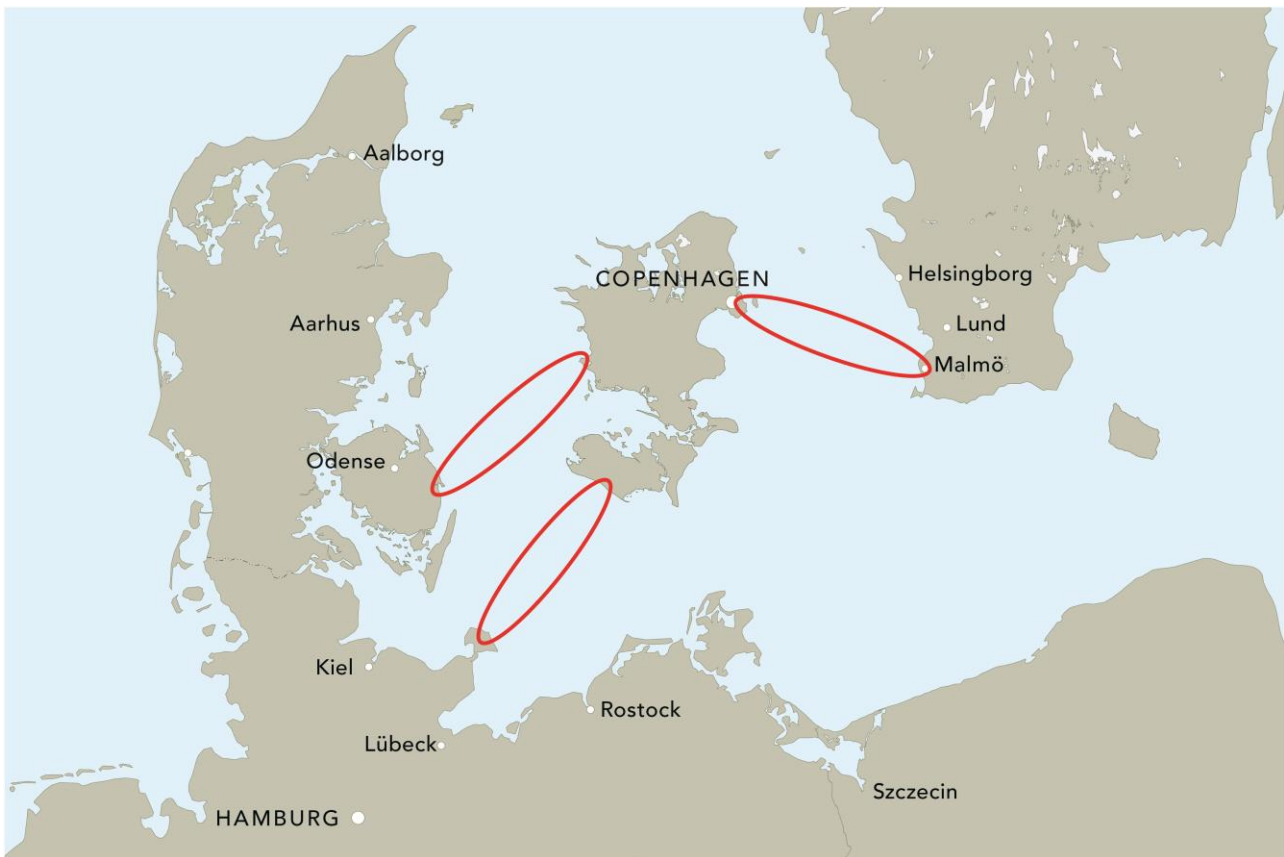 Aalborg
COPENHAGEN
Helsingborg
Aarhus
Lund
Malmö
Odense
Kiel
Rostock
Lübeck
Szczecin
HAMBURG